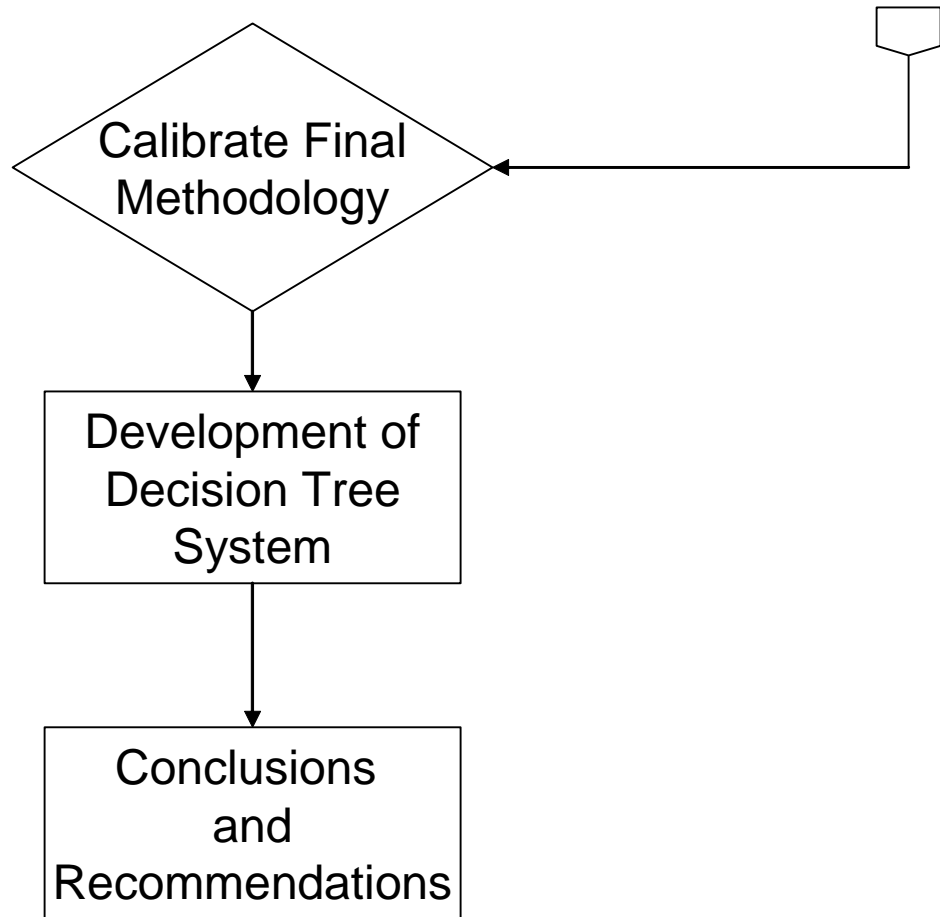 Calibrate Final
Methodology
Development of
Decision Tree
System
Conclusions
and
Recommendations